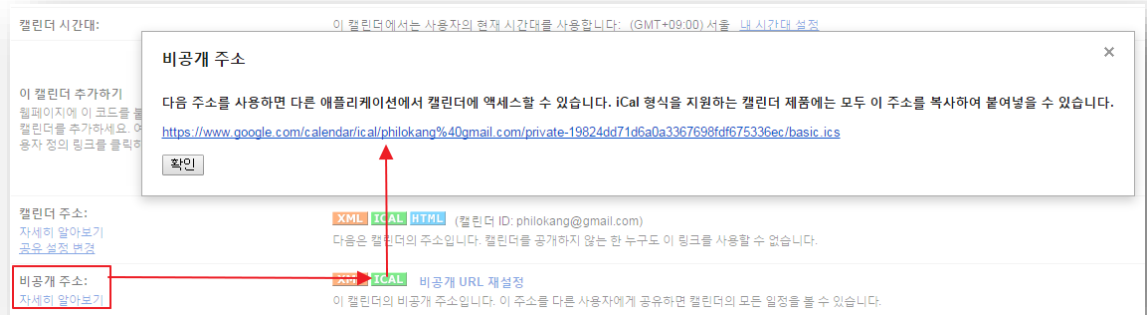 캘린더 시간대:
이 캘린더에서는 사용자의 현재 시간대를 사용합니다: (GMT+09:00) 서울 내 시간대 설정
비공개 주소
×
이 캘린더 추가하기
웹페이지에 이 코드를
캘린더를 추가하세요.
용자 정의 링크를 클릭
다음 주소를 사용하면 다른 애플리케이션에서 캘린더에 액세스할 수 있습니다. iCal 형식을 지원하는 캘린더 제품에는 모두 이 주소를 복사하여 붙여넣을 수 있습니다.
https://www.google.com/calendar/ical/philokang%40gmail.com/private-19824dd71d6a0a3367698fdf675336ec/basic.ics
확인
캘린더 주소:
XML ICAL HTML (캘린더 ID: philokang@gmail.com)
자세히 알아보기
다음은 캘린더의 주소입니다. 캘린더를 공개하지 않는 한 누구도 이 링크를 사용할 수 없습니다.
공유 설정 변경
비공개 주소:
XML ICAL 비공개 URL 재설정
자세히 알아보기
이 캘린더의 비공개 주소입니다. 이 주소를 다른 사용자에게 공유하면 캘린더의 모든 일정을 볼 수 있습니다.